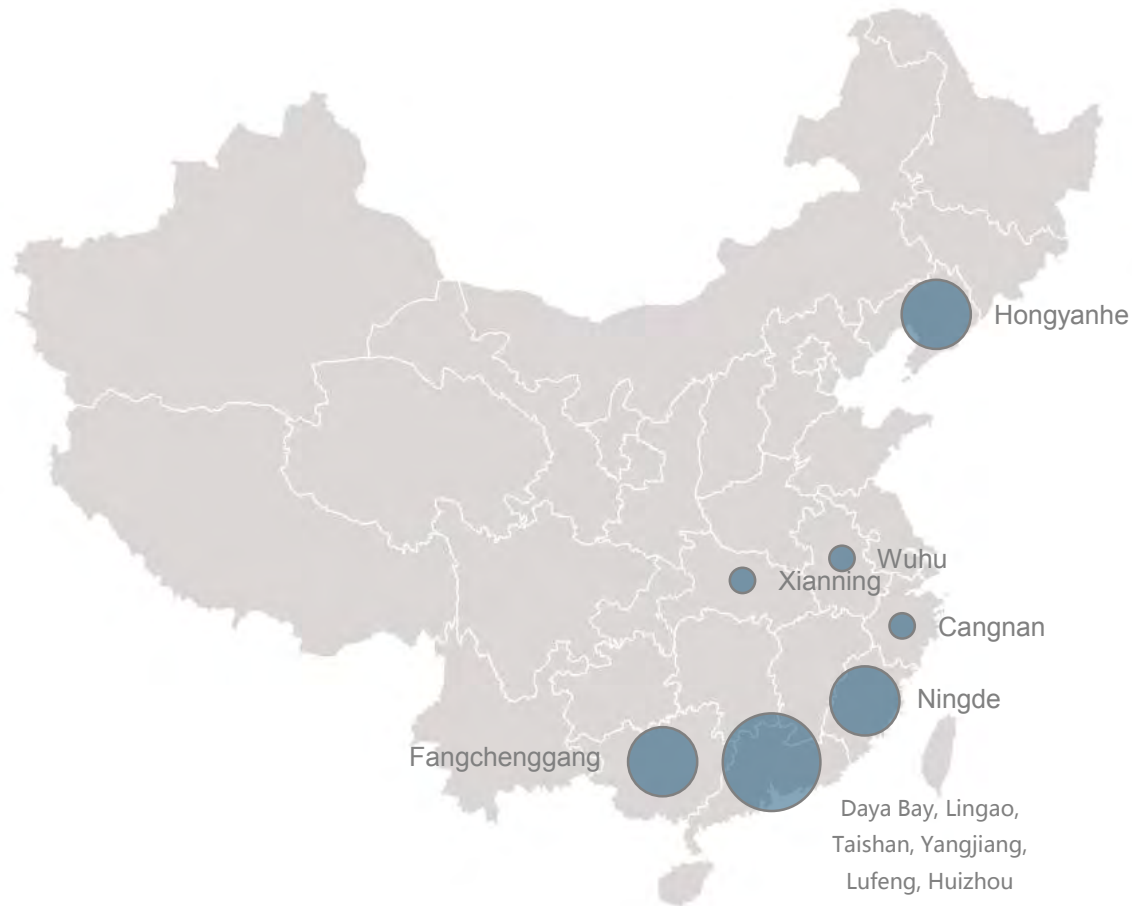 Hongyanhe
Wuhu
Xianning
Cangnan
Ningde
Fangchenggang
Daya Bay, Lingao,
Taishan, Yangjiang,
Lufeng, Huizhou